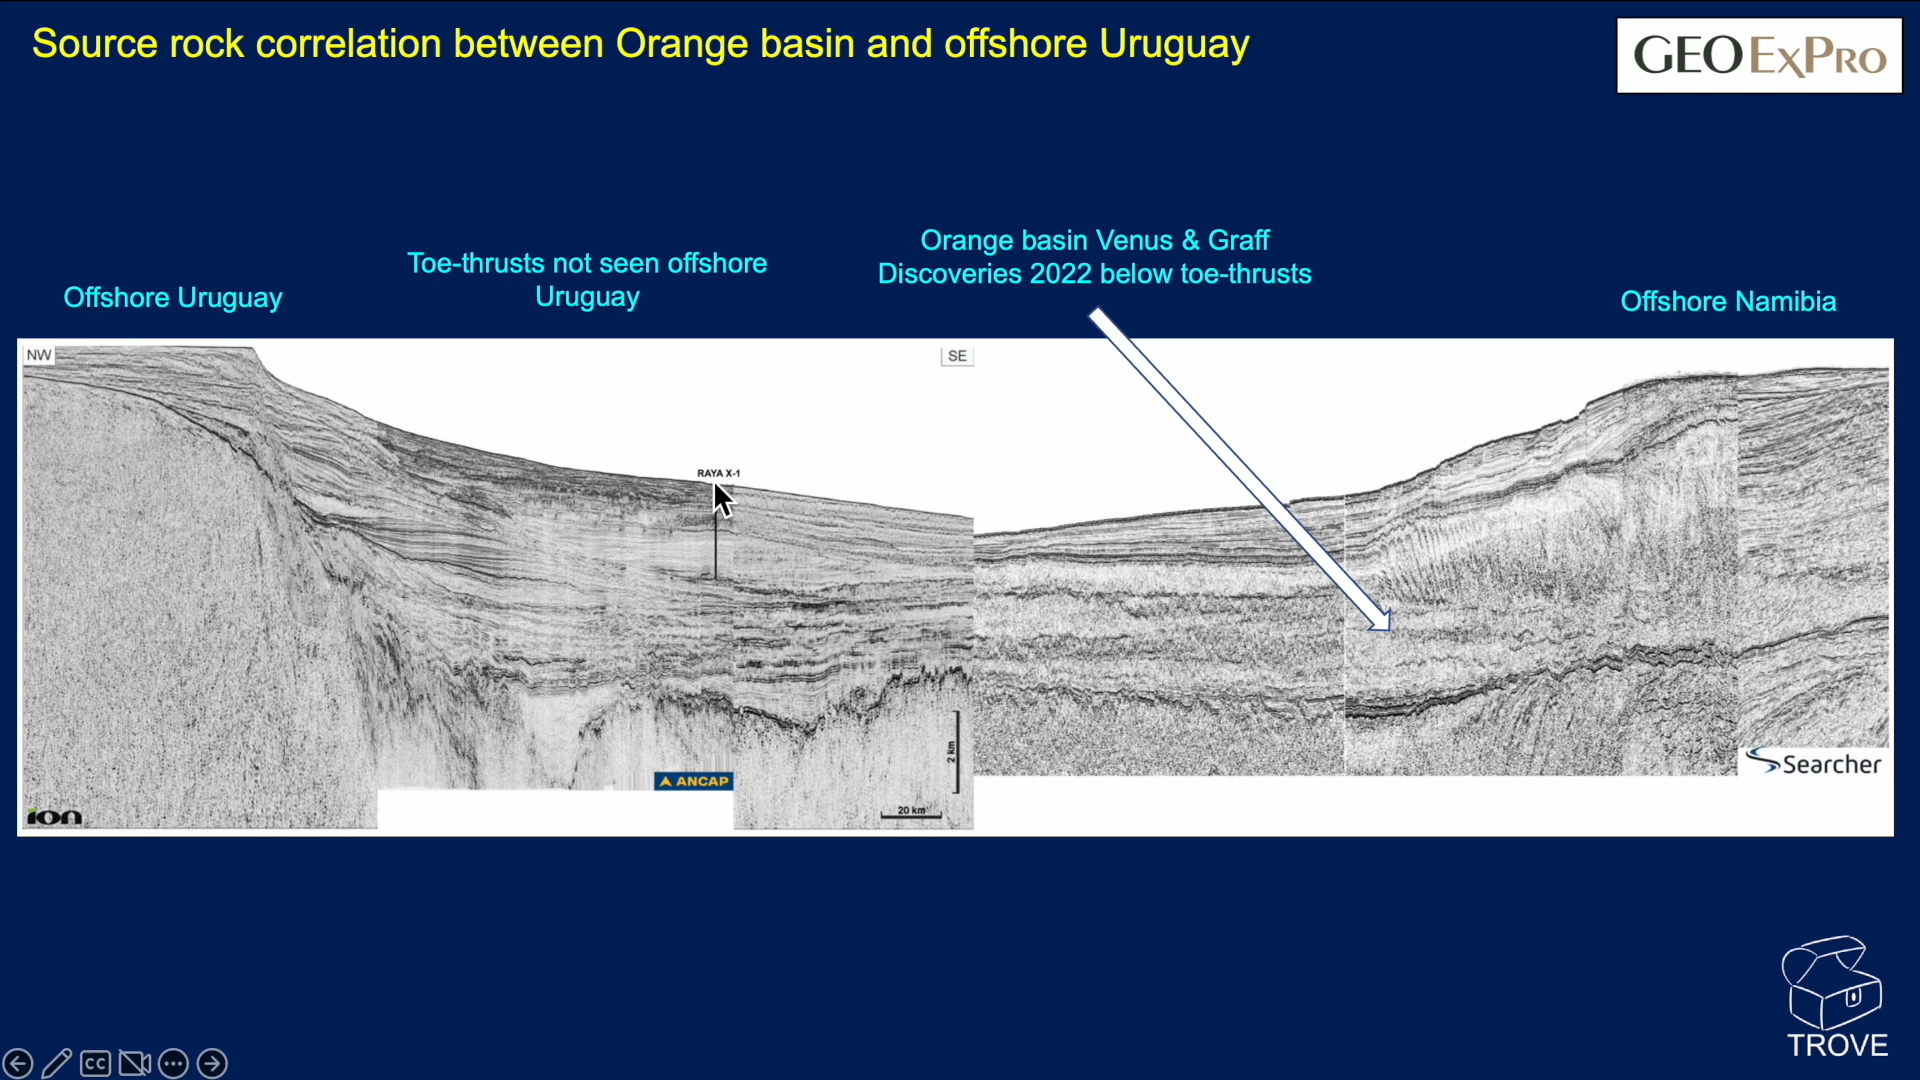 Source rock correlation between Orange basin and offshore Uruguay
GEOExPro
Offshore Uruguay
Toe-thrusts not seen offshore
Uruguay
Orange basin Venus & Graff
Discoveries 2022 below toe-thrusts
Offshore Namibia
NW
SE
RAYA X-1
2 km
20 km
ANCAP
ion
Searcher
TROVE
CC